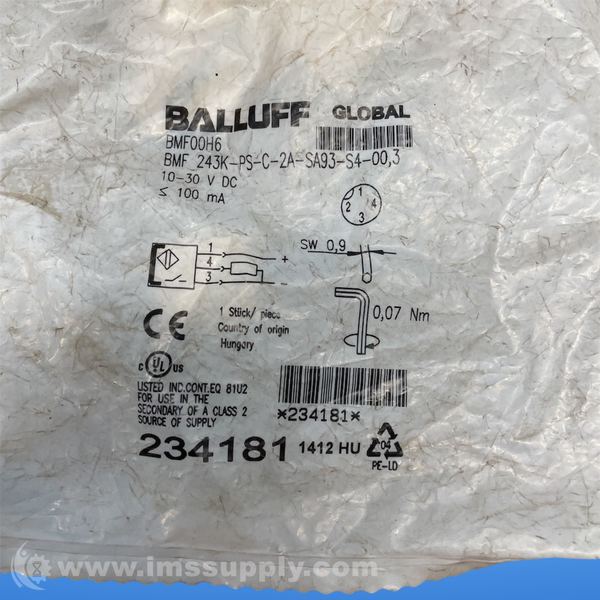 BALLUFF GLOBAL
BMF00H6
BMF 243K-PS-C-2A-SA93-S4-00,3
10-30 V DC
≤ 100 mA
1
2 4
3
SW 0,9
1
4
3
+
-
0,07 Nm
CE
1 Stück/ piece
Country of origin
Hungary
C UL US
LISTED IND.CONT.EQ 81U2
FOR USE IN THE
SECONDARY OF A CLASS 2
SOURCE OF SUPPLY
*234181*
234181 1412 HU
04
PE-LD
www.imssupply.com